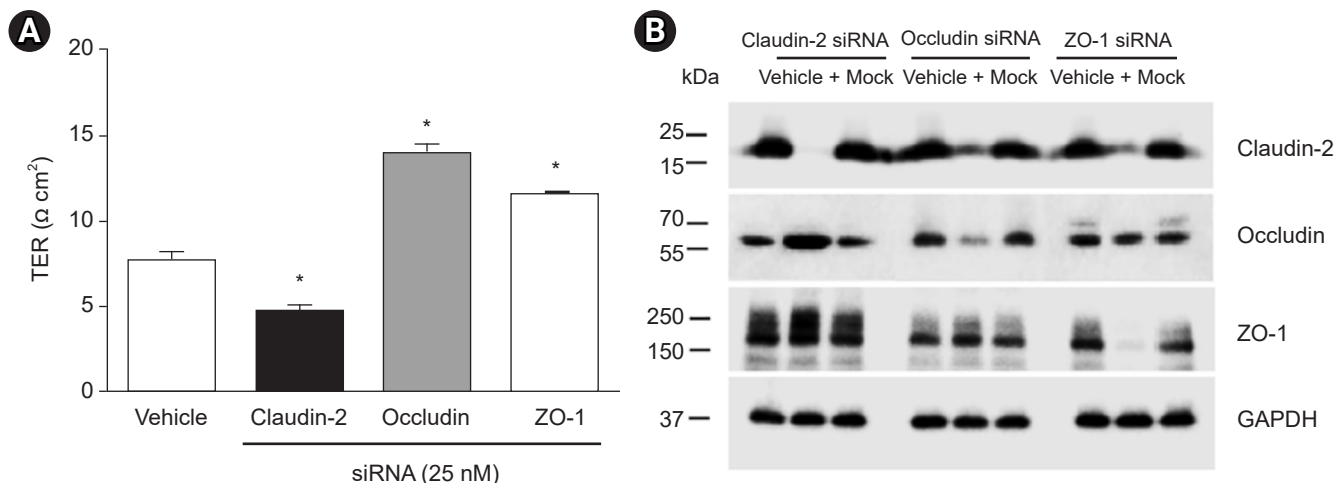 A
20
15
10
5
0
TER (Ω cm²)
*
*
*
Vehicle
Claudin-2
Occludin
ZO-1
siRNA (25 nM)
B
Claudin-2 siRNA Occludin siRNA ZO-1 siRNA
kDa Vehicle + Mock Vehicle + Mock Vehicle + Mock
25
15
Claudin-2
70
55
Occludin
250
150
ZO-1
37
GAPDH